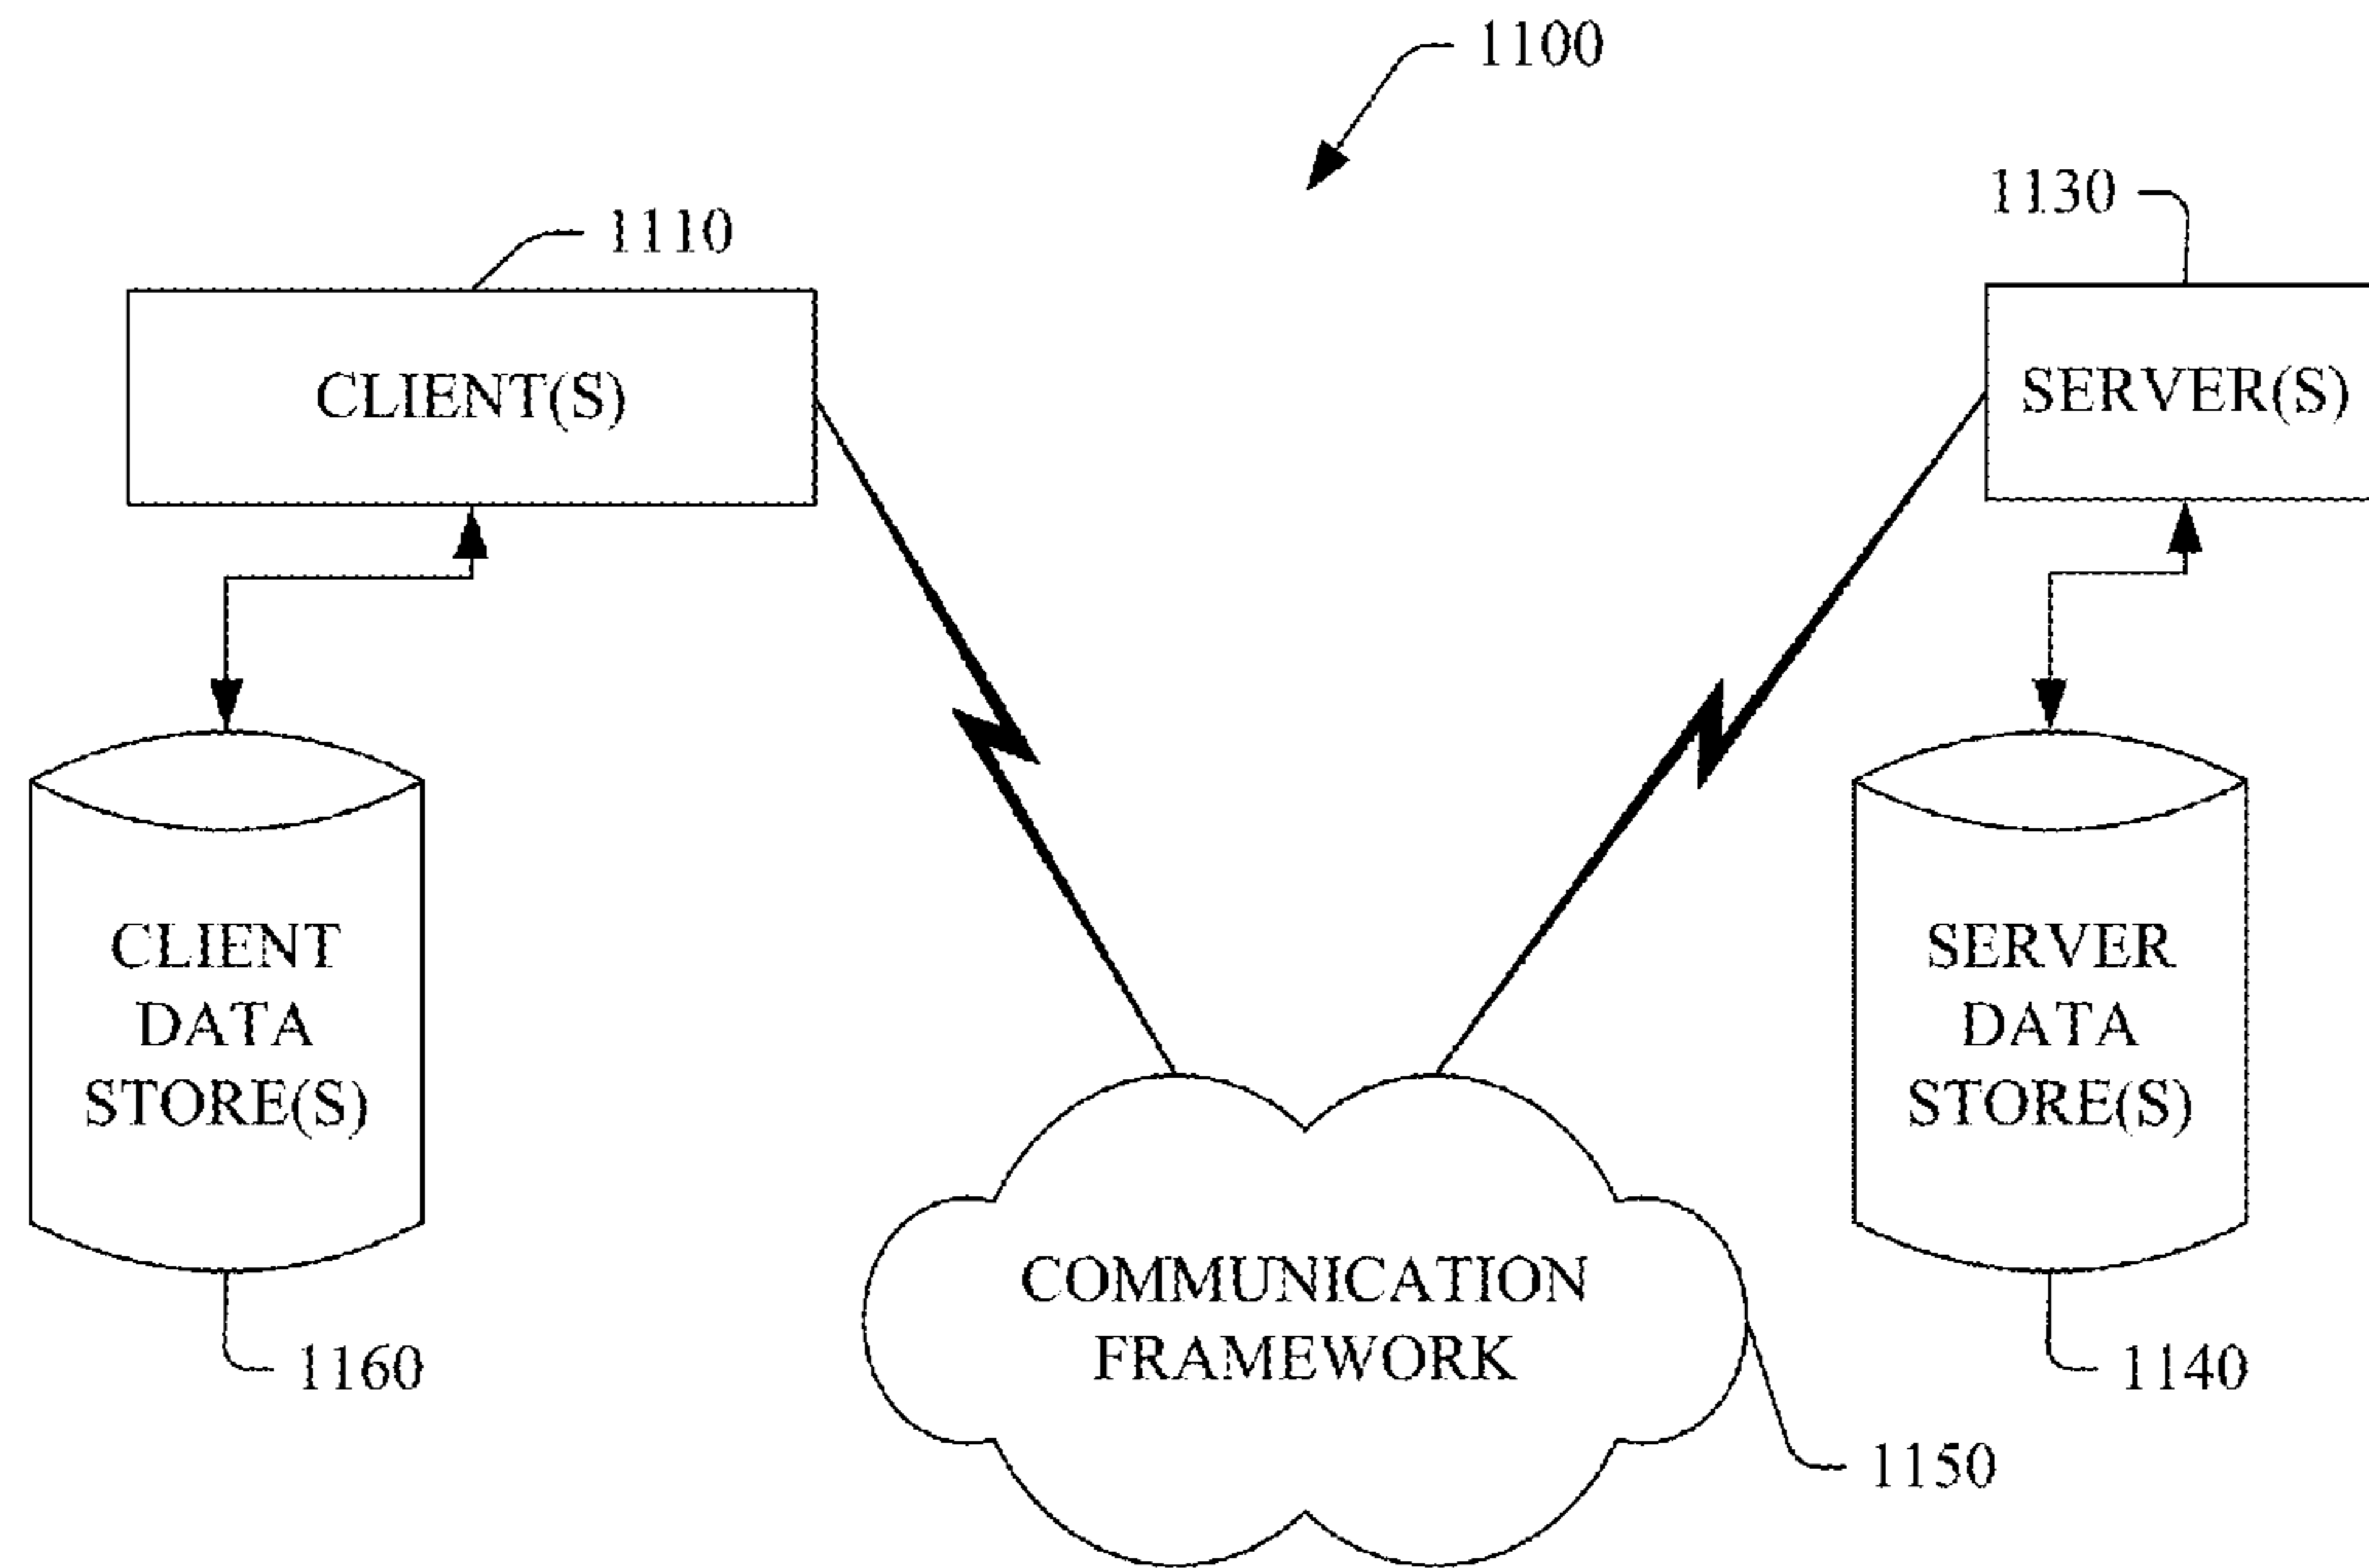 1100
1110
1130
CLIENT(S)
SERVER(S)
CLIENT
DATA
STORE(S)
SERVER
DATA
STORE(S)
COMMUNICATION
FRAMEWORK
1160
1140
1150